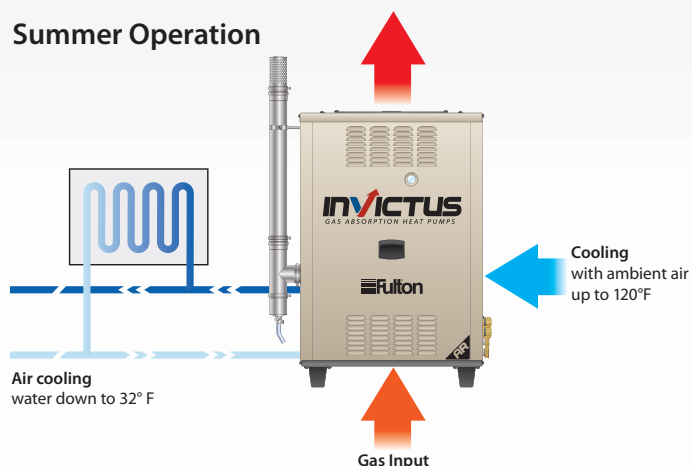 Summer Operation
INVICTUS
GAS ABSORPTION HEAT PUMPS
Fulton
AIR
Cooling
with ambient air
up to 120°F
Air cooling
water down to 32° F
Gas Input